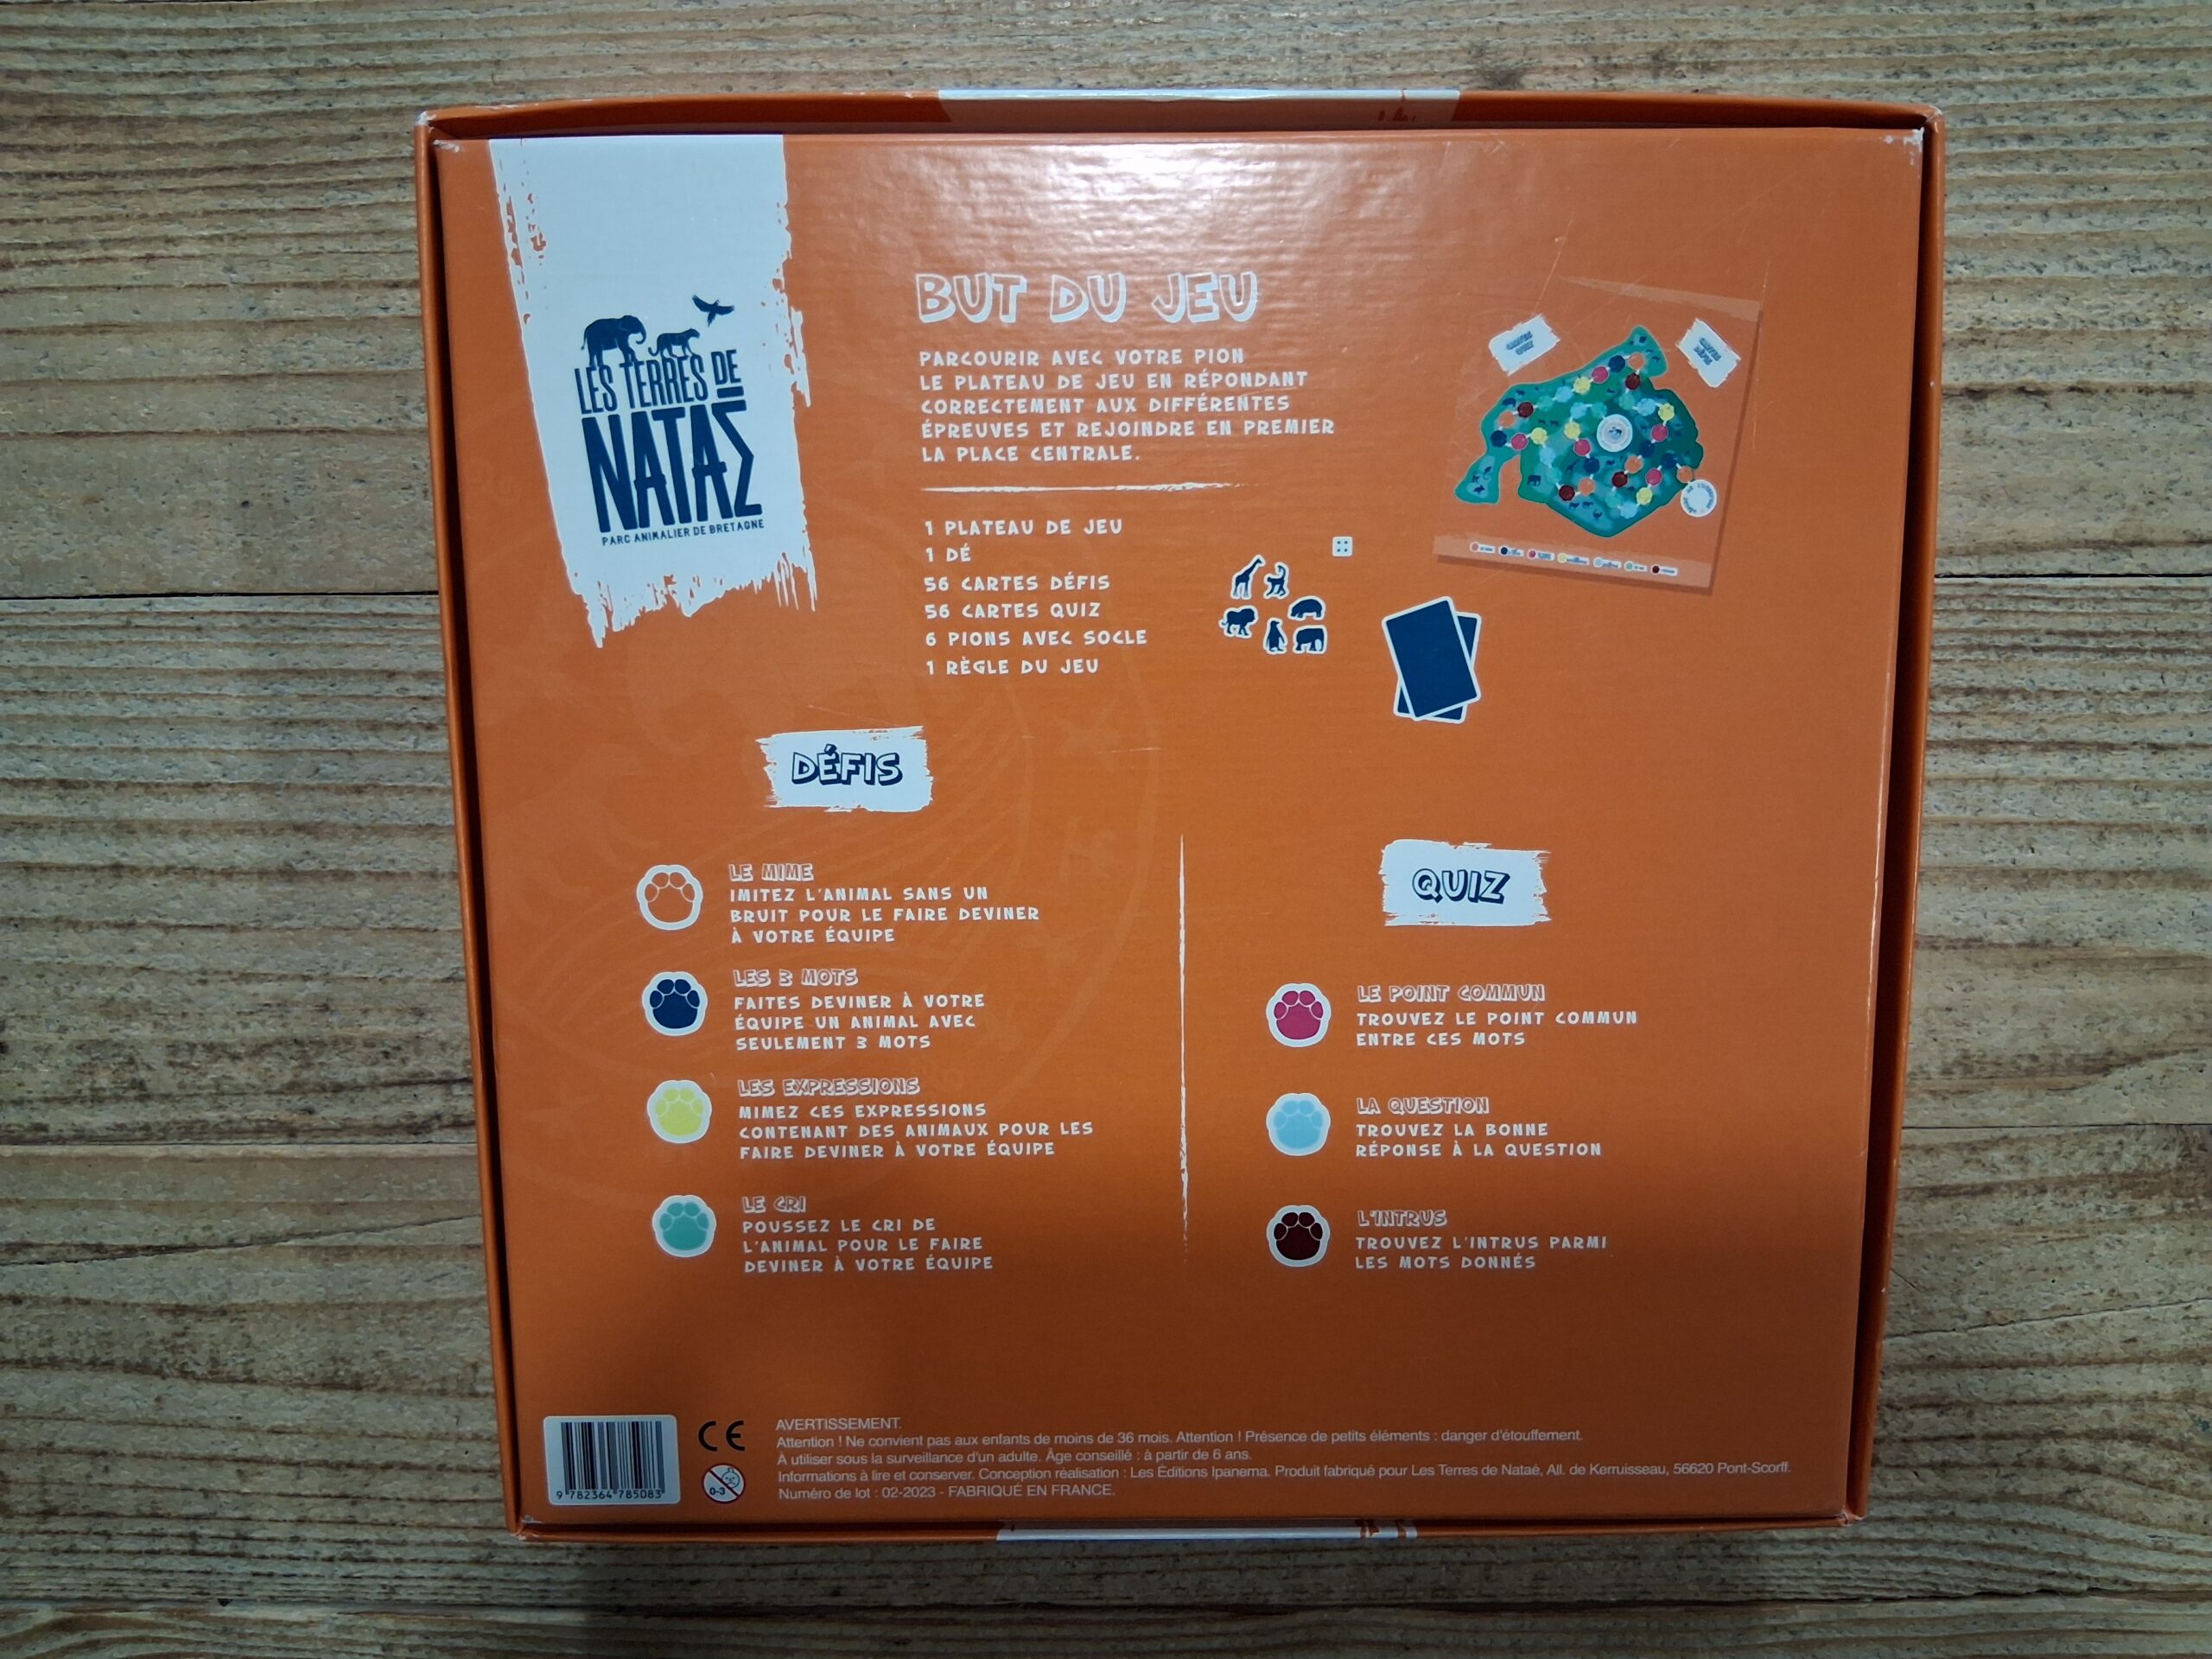 LES TERRES DE
NATAÉ
PARC ANIMALIER DE BRETAGNE
BUT DU JEU
PARCOURIR AVEC VOTRE PION
LE PLATEAU DE JEU EN RÉPONDANT
CORRECTEMENT AUX DIFFÉRENTES
ÉPREUVES ET REJOINDRE EN PREMIER
LA PLACE CENTRALE.
1 PLATEAU DE JEU
1 DÉ
56 CARTES DÉFIS
56 CARTES QUIZ
6 PIONS AVEC SOCLE
1 RÈGLE DU JEU
CARTES
QUIZ
CARTES
DÉFIS
DÉFIS
LE MIME
IMITEZ L'ANIMAL SANS UN
BRUIT POUR LE FAIRE DEVINER
À VOTRE ÉQUIPE
LES 3 MOTS
FAITES DEVINER À VOTRE
ÉQUIPE UN ANIMAL AVEC
SEULEMENT 3 MOTS
LES EXPRESSIONS
MIMEZ CES EXPRESSIONS
CONTENANT DES ANIMAUX POUR LES
FAIRE DEVINER À VOTRE ÉQUIPE
LE CRI
POUSSEZ LE CRI DE
L'ANIMAL POUR LE FAIRE
DEVINER À VOTRE ÉQUIPE
QUIZ
LE POINT COMMUN
TROUVEZ LE POINT COMMUN
ENTRE CES MOTS
LA QUESTION
TROUVEZ LA BONNE
RÉPONSE À LA QUESTION
L'INTRUS
TROUVEZ L'INTRUS PARMI
LES MOTS DONNÉS
9 782364 785083
CE
0-3
AVERTISSEMENT.
Attention ! Ne convient pas aux enfants de moins de 36 mois. Attention ! Présence de petits éléments : danger d'étouffement.
À utiliser sous la surveillance d'un adulte. Âge conseillé : à partir de 6 ans.
Informations à lire et conserver. Conception réalisation : Les Éditions Ipanema. Produit fabriqué pour Les Terres de Nataé, All. de Kerruisseau, 56620 Pont-Scorff.
Numéro de lot : 02-2023 - FABRIQUÉ EN FRANCE.